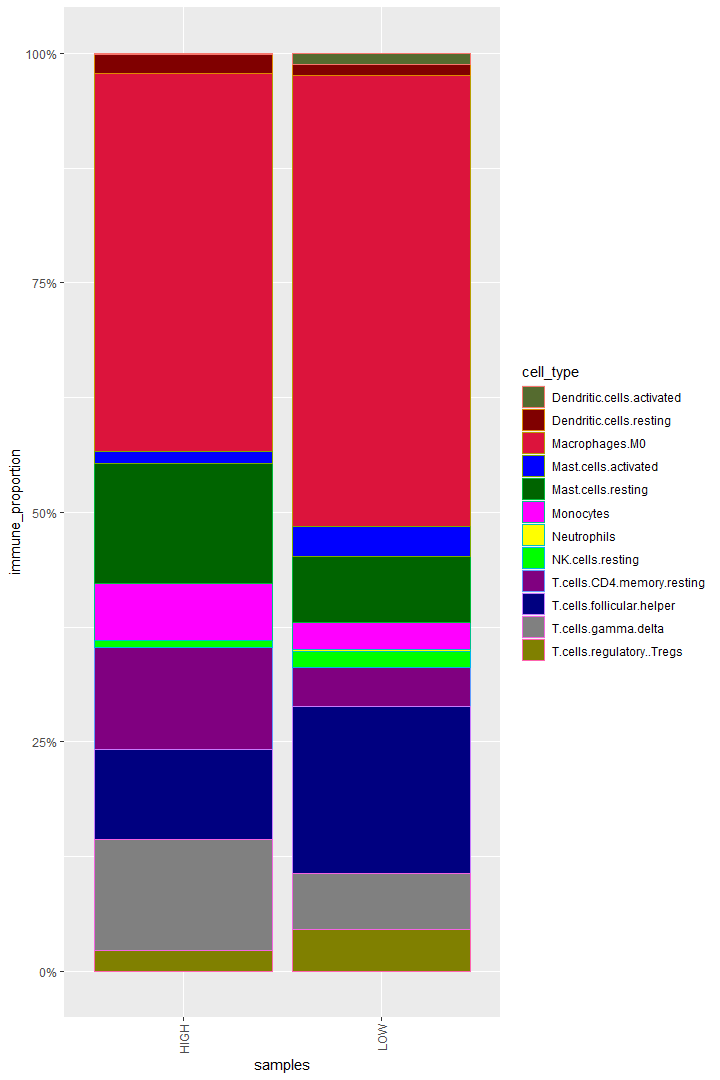 100%
75%
50%
25%
0%
immune_proportion
HIGH
LOW
samples
cell_type
Dendritic.cells.activated
Dendritic.cells.resting
Macrophages.M0
Mast.cells.activated
Mast.cells.resting
Monocytes
Neutrophils
NK.cells.resting
T.cells.CD4.memory.resting
T.cells.follicular.helper
T.cells.gamma.delta
T.cells.regulatory..Tregs